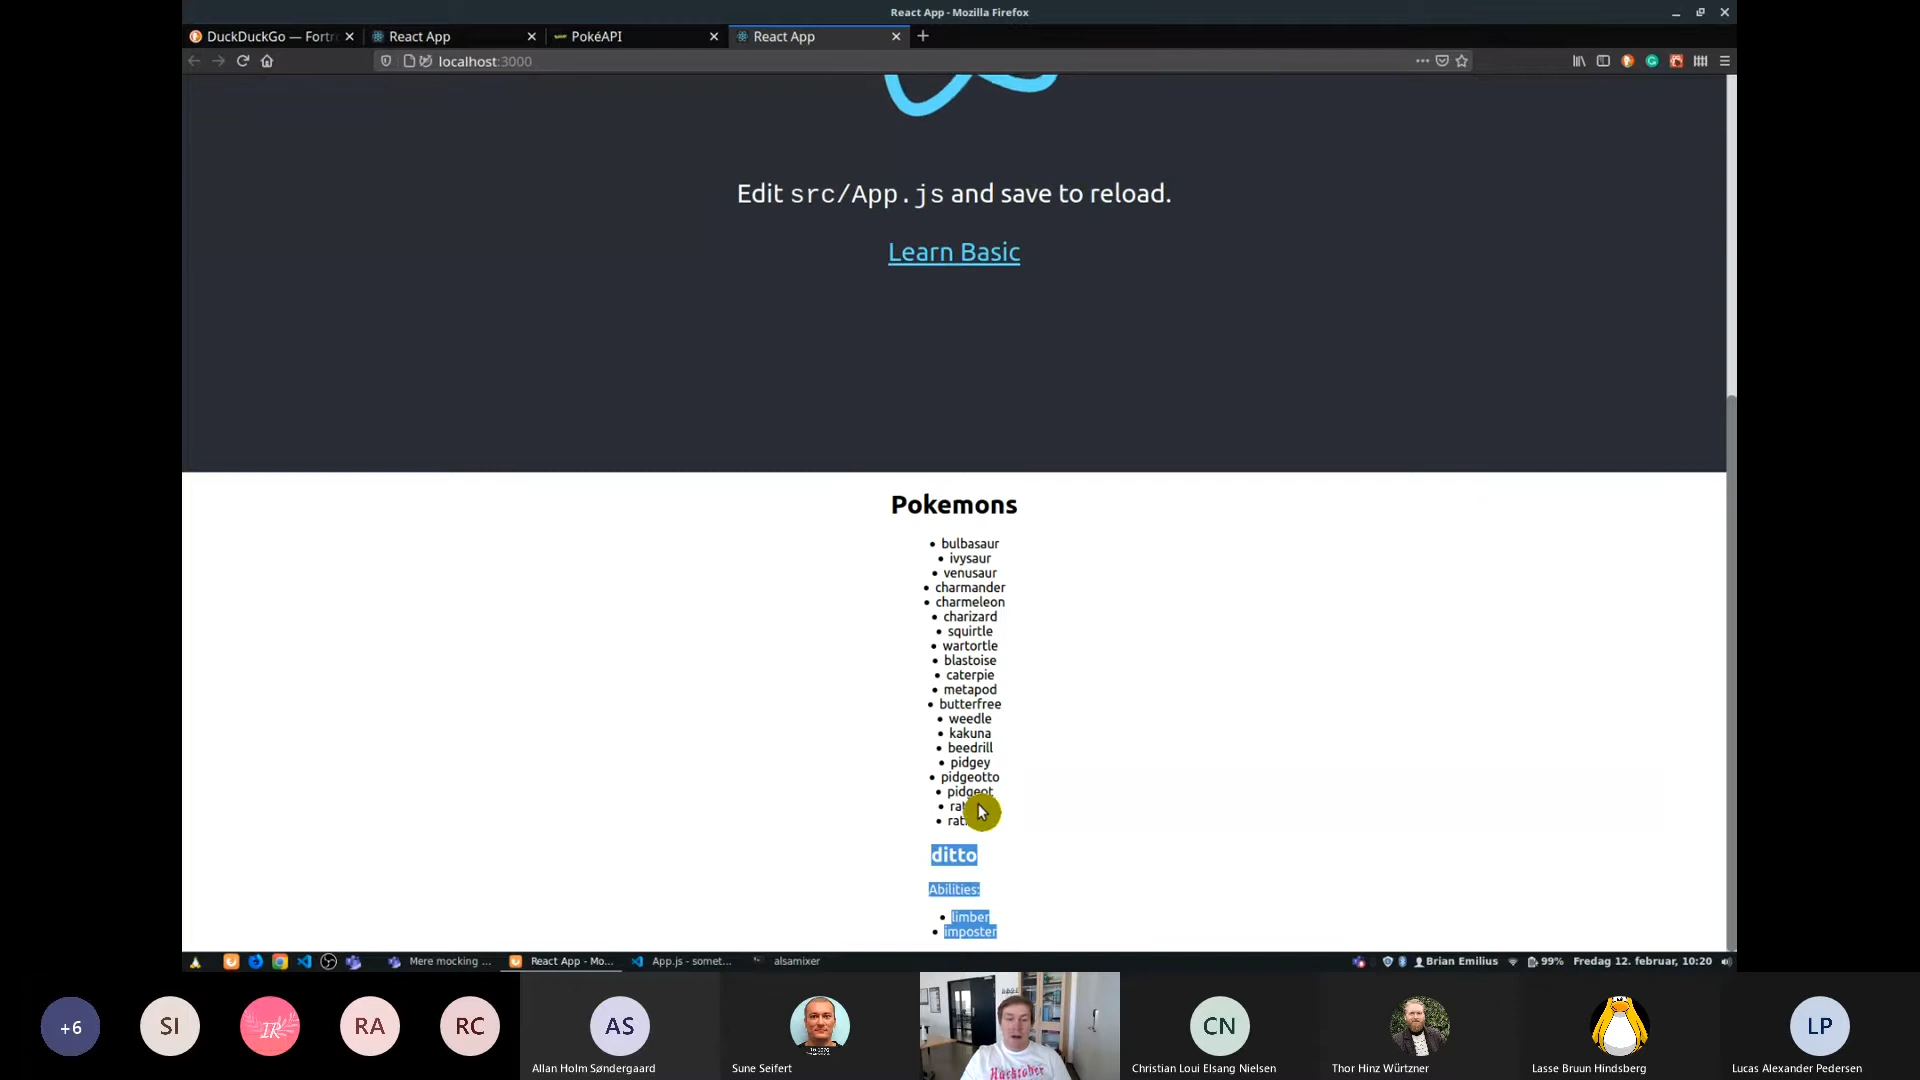 React App - Mozilla Firefox
DuckDuckGo — Fortr
React App
PokéAPI
React App
localhost:3000
Edit src/App.js and save to reload.
Learn Basic
Pokemons
bulbasaur
ivysaur
venusaur
charmander
charmeleon
charizard
squirtle
wartortle
blastoise
caterpie
metapod
butterfree
weedle
kakuna
beedrill
pidgey
pidgeotto
pidgeot
ditto
Abilities:
limber
imposter
Mere mocking ...
React App - Mo...
App.js - somet...
alsamixer
Brian Emilius
99%
Fredag 12. februar, 10:20
+6
SI
IR
RA
RC
AS
CN
LP
Allan Holm Søndergaard
Sune Seifert
Hacktober
Christian Loui Elsang Nielsen
Thor Hinz Würtzner
Lasse Bruun Hindsberg
Lucas Alexander Pedersen